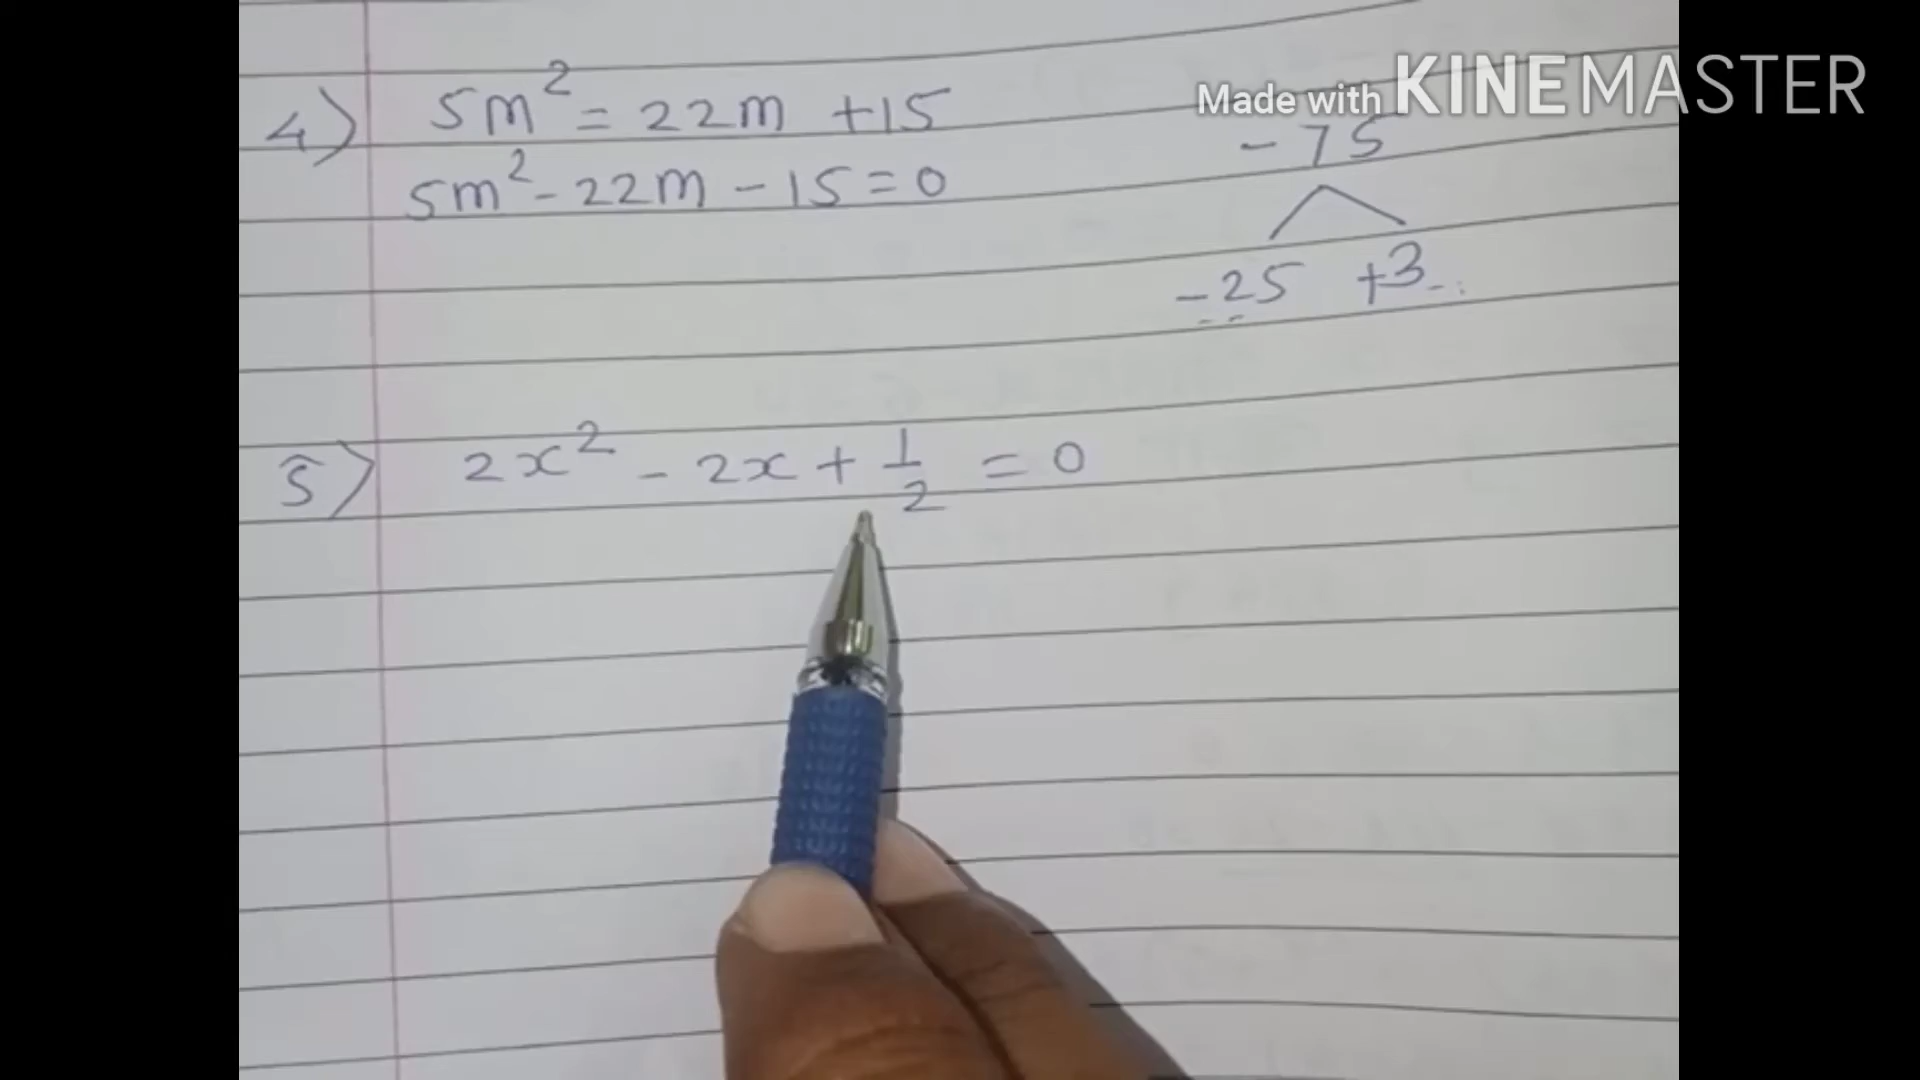 Made with KINEMASTER
4) 5m² = 22m + 15
5m² - 22m - 15 = 0
- 75
- 25 + 3
5) 2x² - 2x + 1/2 = 0